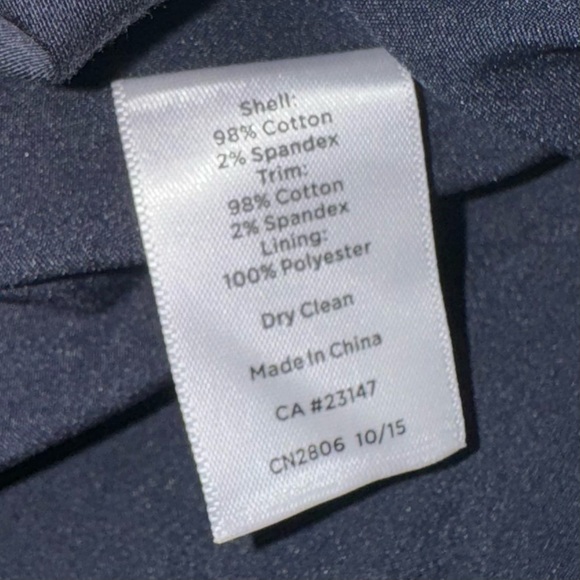 Shell:
98% Cotton
2% Spandex
Trim:
98% Cotton
2% Spandex
Lining:
100% Polyester
Dry Clean
Made In China
CA #23147
CN2806 10/15